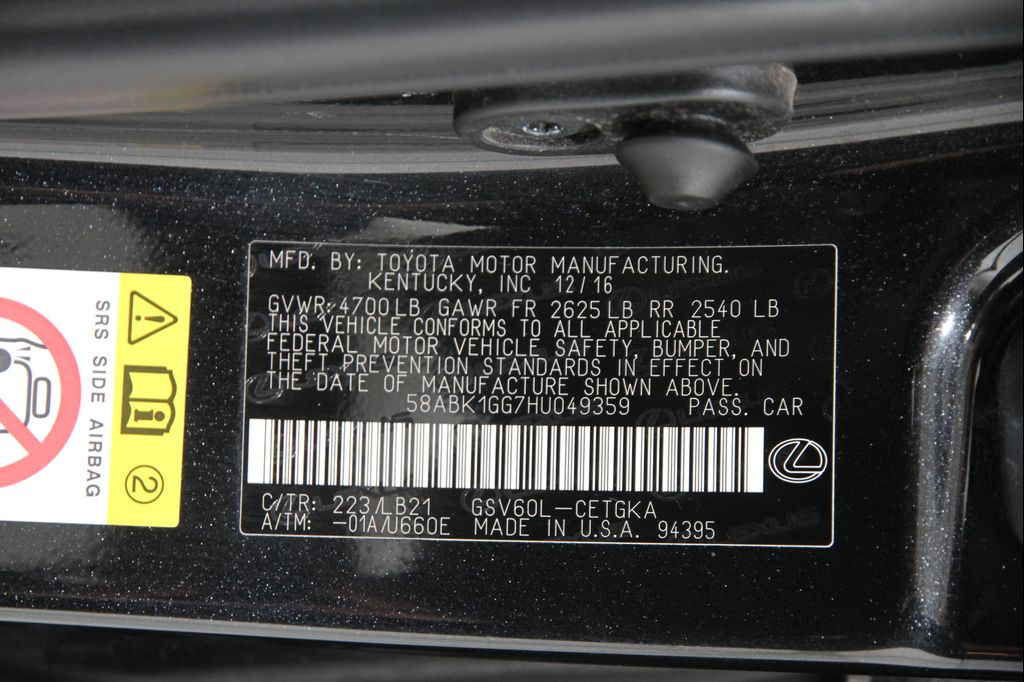 MFD. BY: TOYOTA MOTOR MANUFACTURING.
KENTUCKY, INC 12/16
GVWR: 4700 LB, GAWR FR 2625 LB RR 2540 LB
THIS VEHICLE CONFORMS TO ALL APPLICABLE
FEDERAL MOTOR VEHICLE SAFETY, BUMPER, AND
THEFT PREVENTION STANDARDS IN EFFECT ON
THE DATE OF MANUFACTURE SHOWN ABOVE.
58ABK1GG7HU049359 PASS. CAR
C/TR: 223/LB21 GSV60L-CETGKA
A/TM: -01A/U660E MADE IN U.S.A. 94395
SRS SIDE AIRBAG
2